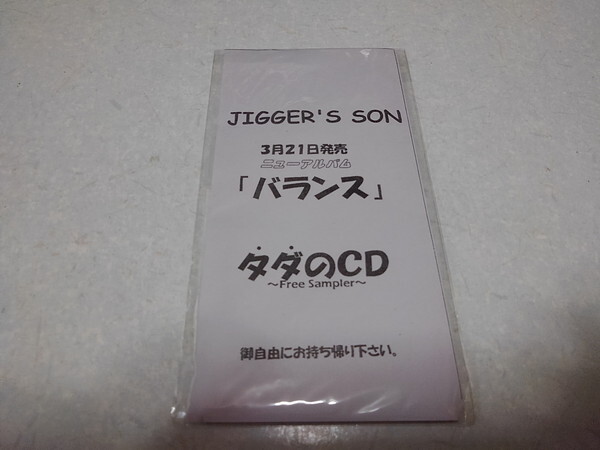 JIGGER'S SON
3月21日発売
ニューアルバム
「バランス」
タダのCD
～Free Sampler～
御自由にお持ち帰り下さい。